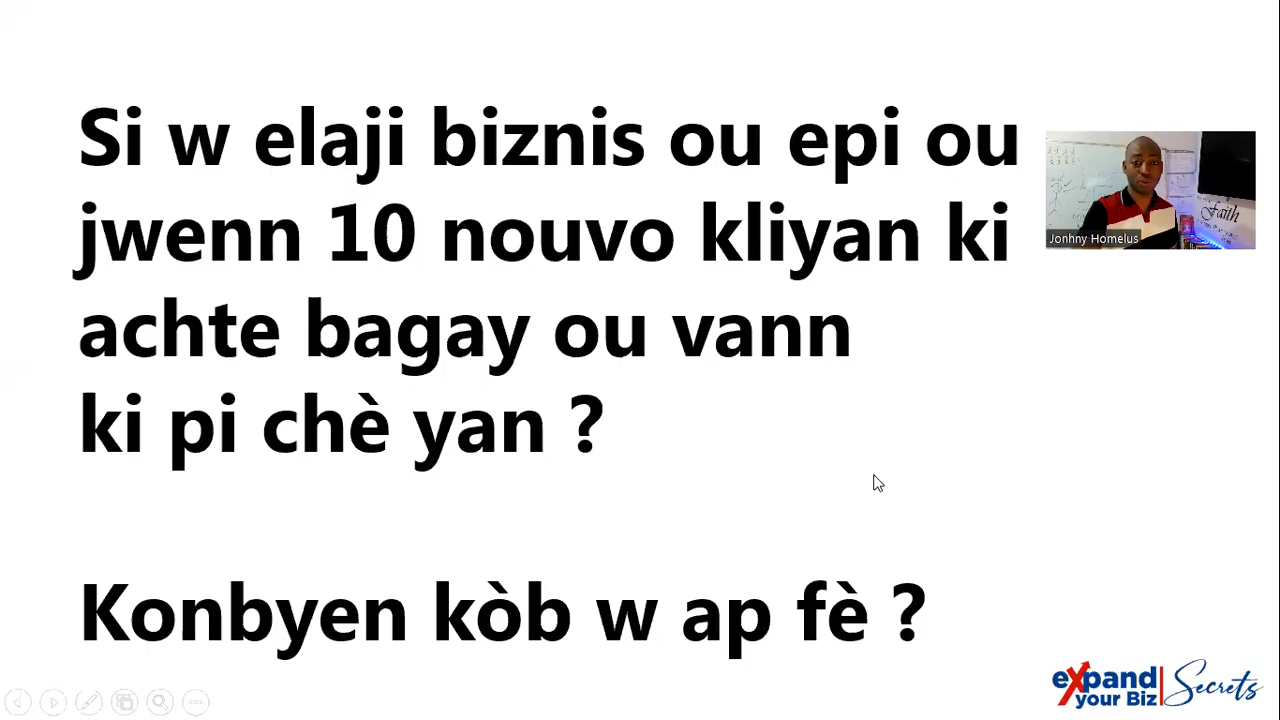 Si w elaji biznis ou epi ou
jwenn 10 nouvo kliyan ki
achte bagay ou vann
ki pi chè yan ?
Konbyen kòb w ap fè ?
Jonhny Homelus
Faith
expand
your Biz
Secrets